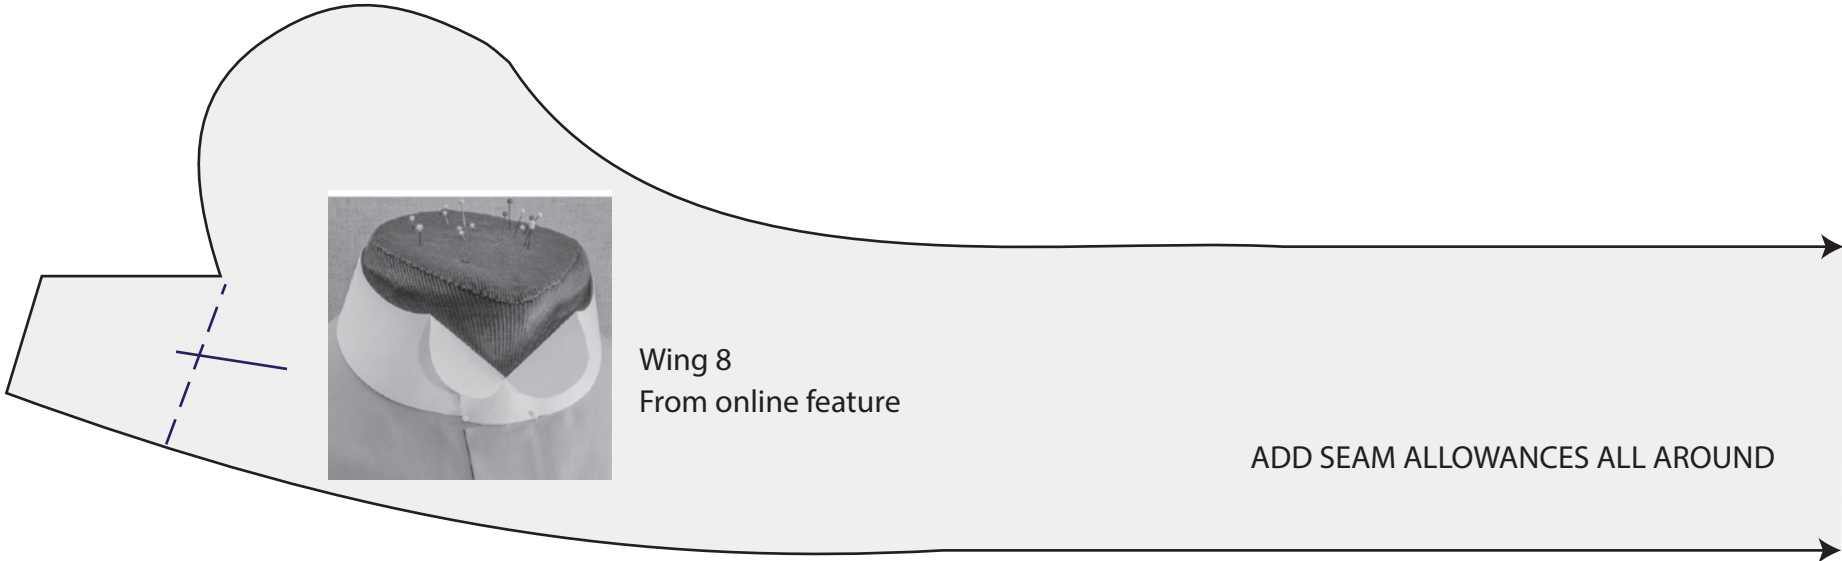 Wing 8
From online feature
ADD SEAM ALLOWANCES ALL AROUND